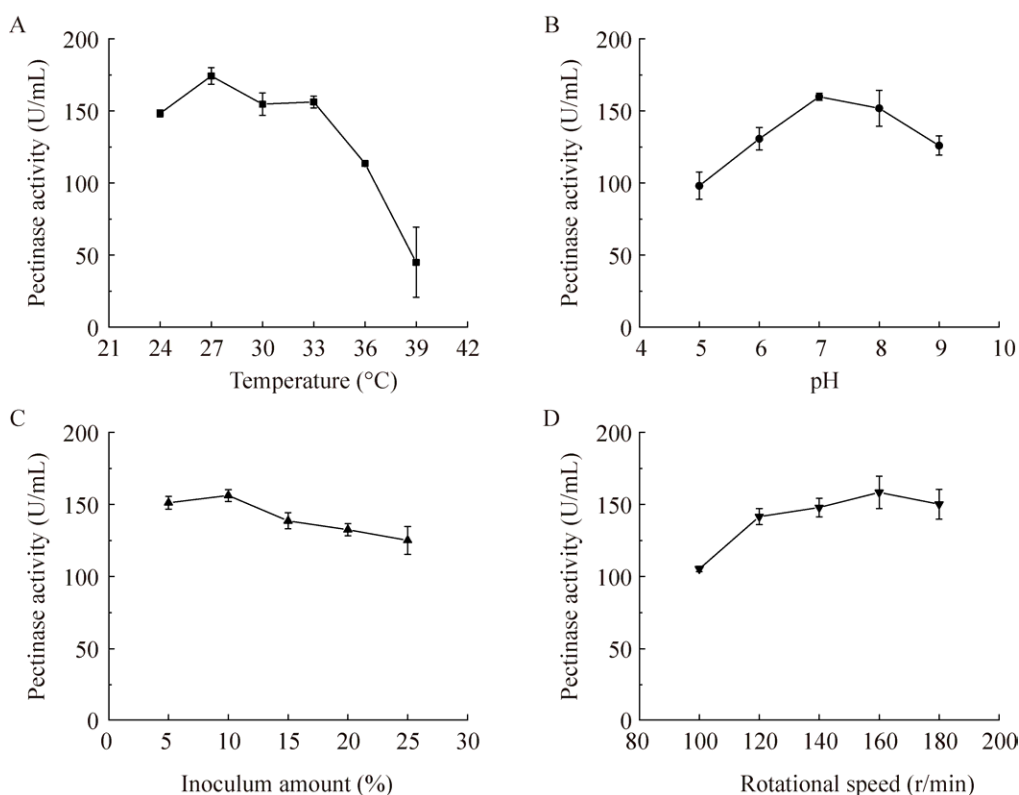 A
Pectinase activity (U/mL)
200
150
100
50
0
21 24 27 30 33 36 39 42
Temperature (°C)
B
Pectinase activity (U/mL)
200
150
100
50
0
4 5 6 7 8 9 10
pH
C
Pectinase activity (U/mL)
200
150
100
50
0
0 5 10 15 20 25 30
Inoculum amount (%)
D
Pectinase activity (U/mL)
200
150
100
50
0
80 100 120 140 160 180 200
Rotational speed (r/min)